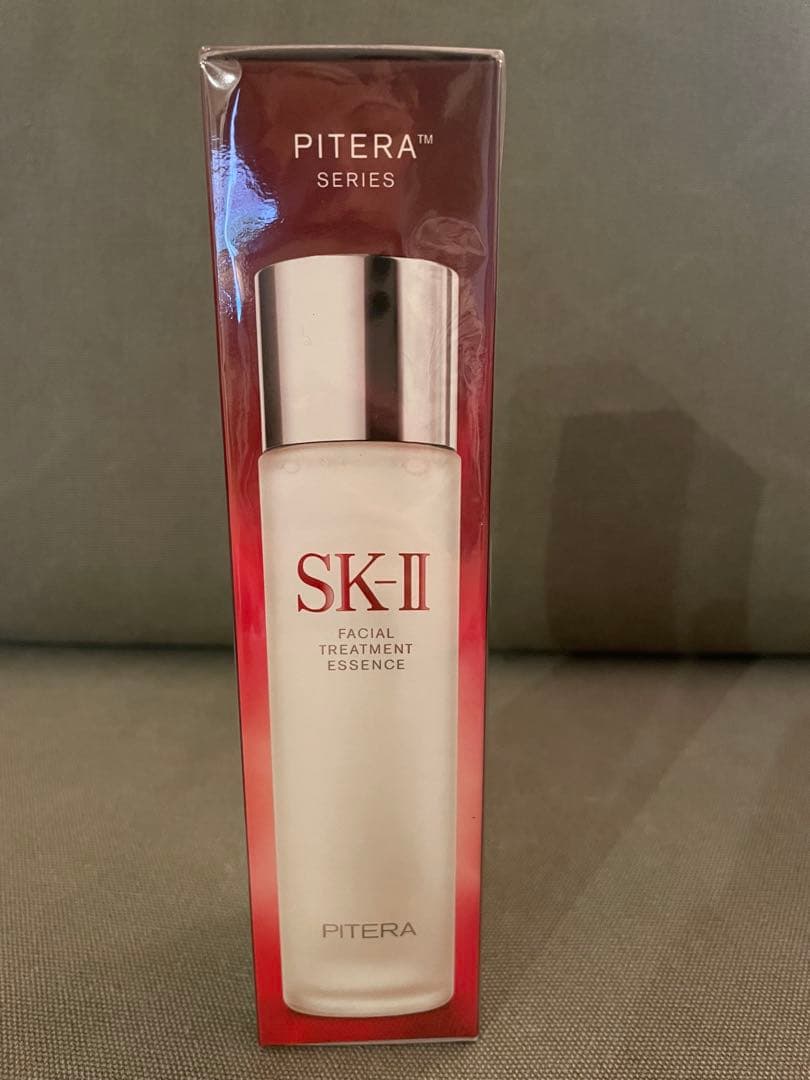 PITERA™
SERIES
SK-II
FACIAL
TREATMENT
ESSENCE
PITERA